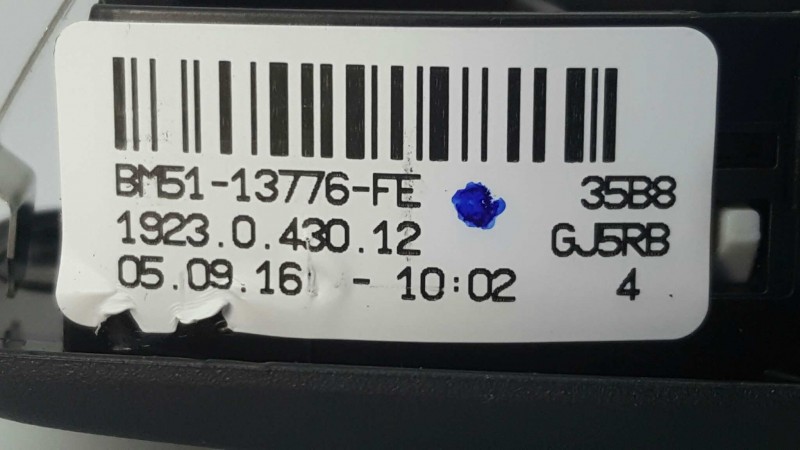 BM51-13776-FE 35B8
1923.0.430.12 GJ5RB
05.09.16 - 10:02 4